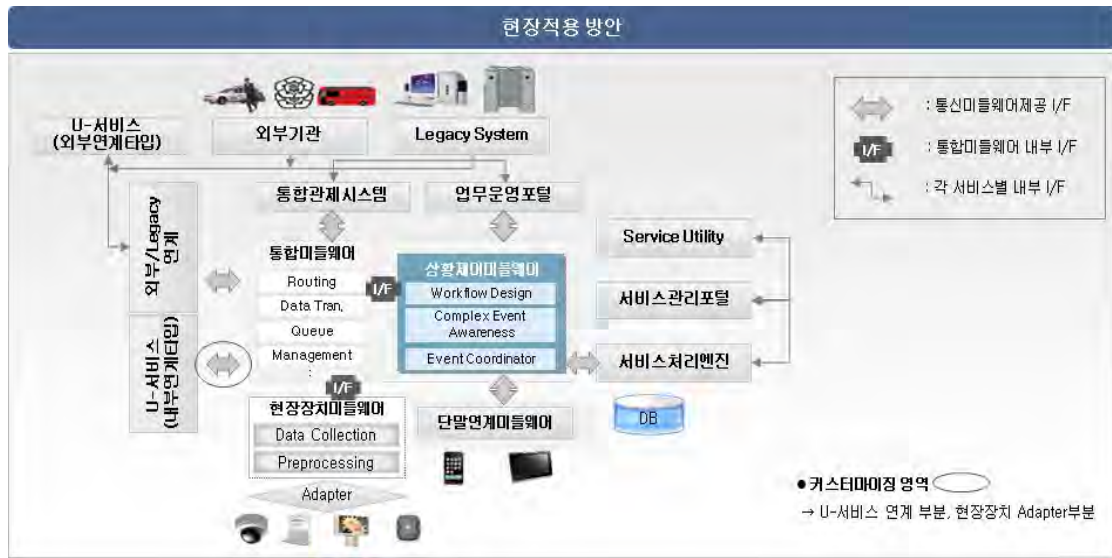 현장적용 방안
U-서비스
(외부연계타입)
외부기관
Legacy System
: 통신미들웨어제공 I/F
I/F
: 통합미들웨어 내부 I/F
: 각 서비스별 내부 I/F
통합관제시스템
업무운영포털
외부/Legacy
연계
통합미들웨어
Routing
Data Tran,
Queue
Management
:
I/F
상황제어미들웨어
Workflow Design
Complex Event
Awareness
Event Coordinator
Service Utility
서비스관리포털
서비스처리엔진
DB
U-서비스
(내부연계타입)
I/F
현장장치미들웨어
Data Collection
Preprocessing
Adapter
단말연계미들웨어
● 커스터마이징 영역
→ U-서비스 연계 부분, 현장장치 Adapter부분